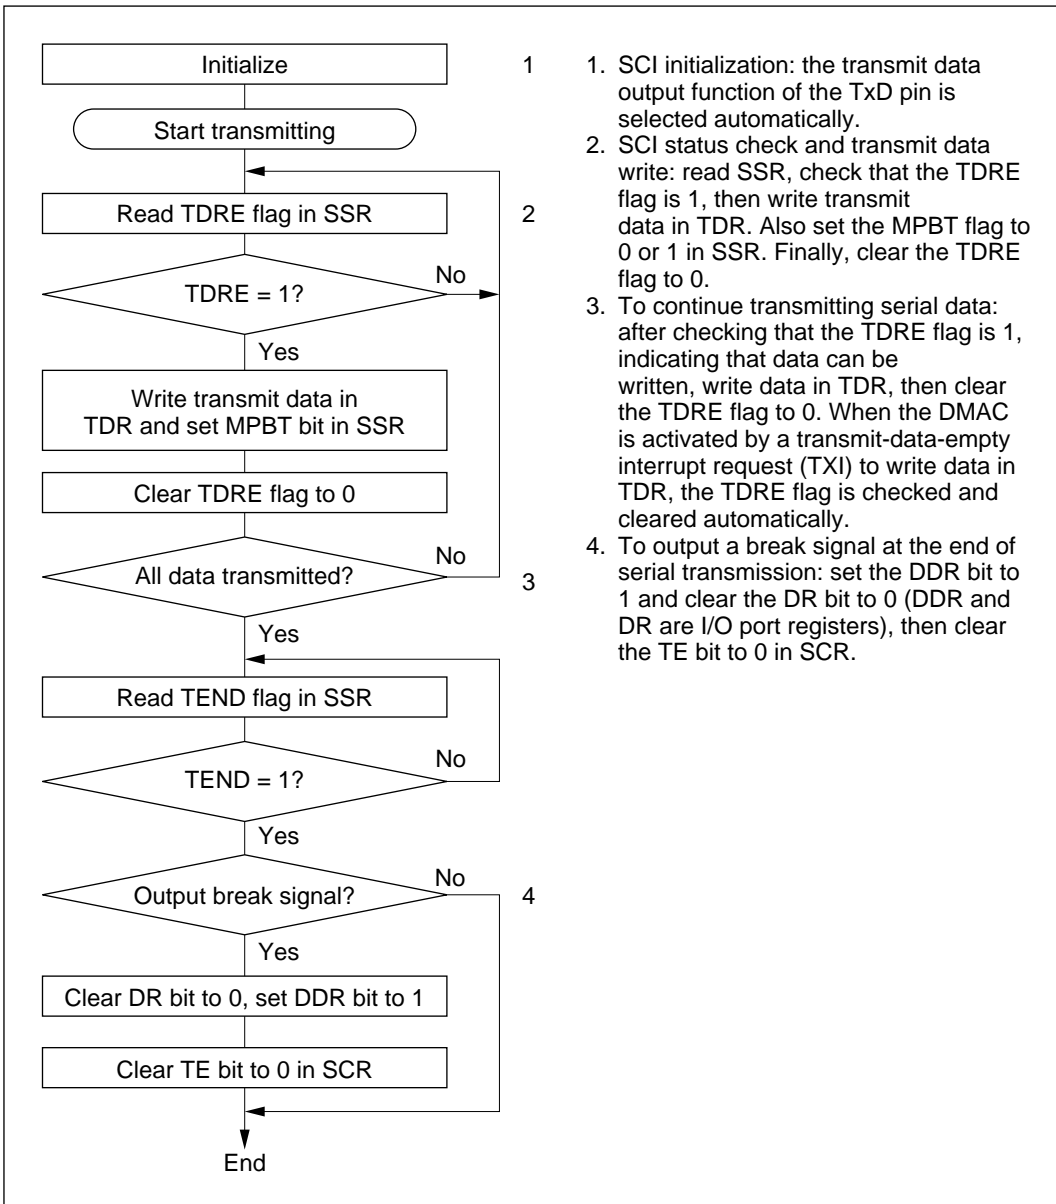 Initialize
1
Start transmitting
Read TDRE flag in SSR
2
TDRE = 1?
No
Yes
Write transmit data in
TDR and set MPBT bit in SSR
Clear TDRE flag to 0
All data transmitted?
No
3
Yes
Read TEND flag in SSR
TEND = 1?
No
Yes
Output break signal?
No
4
Yes
Clear DR bit to 0, set DDR bit to 1
Clear TE bit to 0 in SCR
End
1. SCI initialization: the transmit data
output function of the TxD pin is
selected automatically.
2. SCI status check and transmit data
write: read SSR, check that the TDRE
flag is 1, then write transmit
data in TDR. Also set the MPBT flag to
0 or 1 in SSR. Finally, clear the TDRE
flag to 0.
3. To continue transmitting serial data:
after checking that the TDRE flag is 1,
indicating that data can be
written, write data in TDR, then clear
the TDRE flag to 0. When the DMAC
is activated by a transmit-data-empty
interrupt request (TXI) to write data in
TDR, the TDRE flag is checked and
cleared automatically.
4. To output a break signal at the end of
serial transmission: set the DDR bit to
1 and clear the DR bit to 0 (DDR and
DR are I/O port registers), then clear
the TE bit to 0 in SCR.